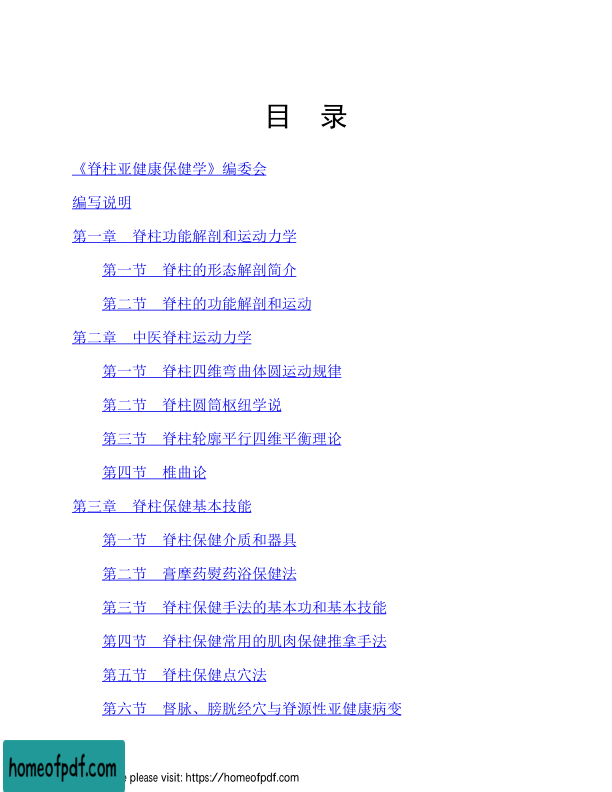 目　录
《脊柱亚健康保健学》编委会
编写说明
第一章　脊柱功能解剖和运动力学
第一节　脊柱的形态解剖简介
第二节　脊柱的功能解剖和运动
第二章　中医脊柱运动力学
第一节　脊柱四维弯曲体圆运动规律
第二节　脊柱圆筒枢纽学说
第三节　脊柱轮廓平行四维平衡理论
第四节　椎曲论
第三章　脊柱保健基本技能
第一节　脊柱保健介质和器具
第二节　膏摩药熨药浴保健法
第三节　脊柱保健手法的基本功和基本技能
第四节　脊柱保健常用的肌肉保健推拿手法
第五节　脊柱保健点穴法
第六节　督脉、膀胱经穴与脊源性亚健康病变
homeofpdf.com
please visit: https://homeofpdf.com